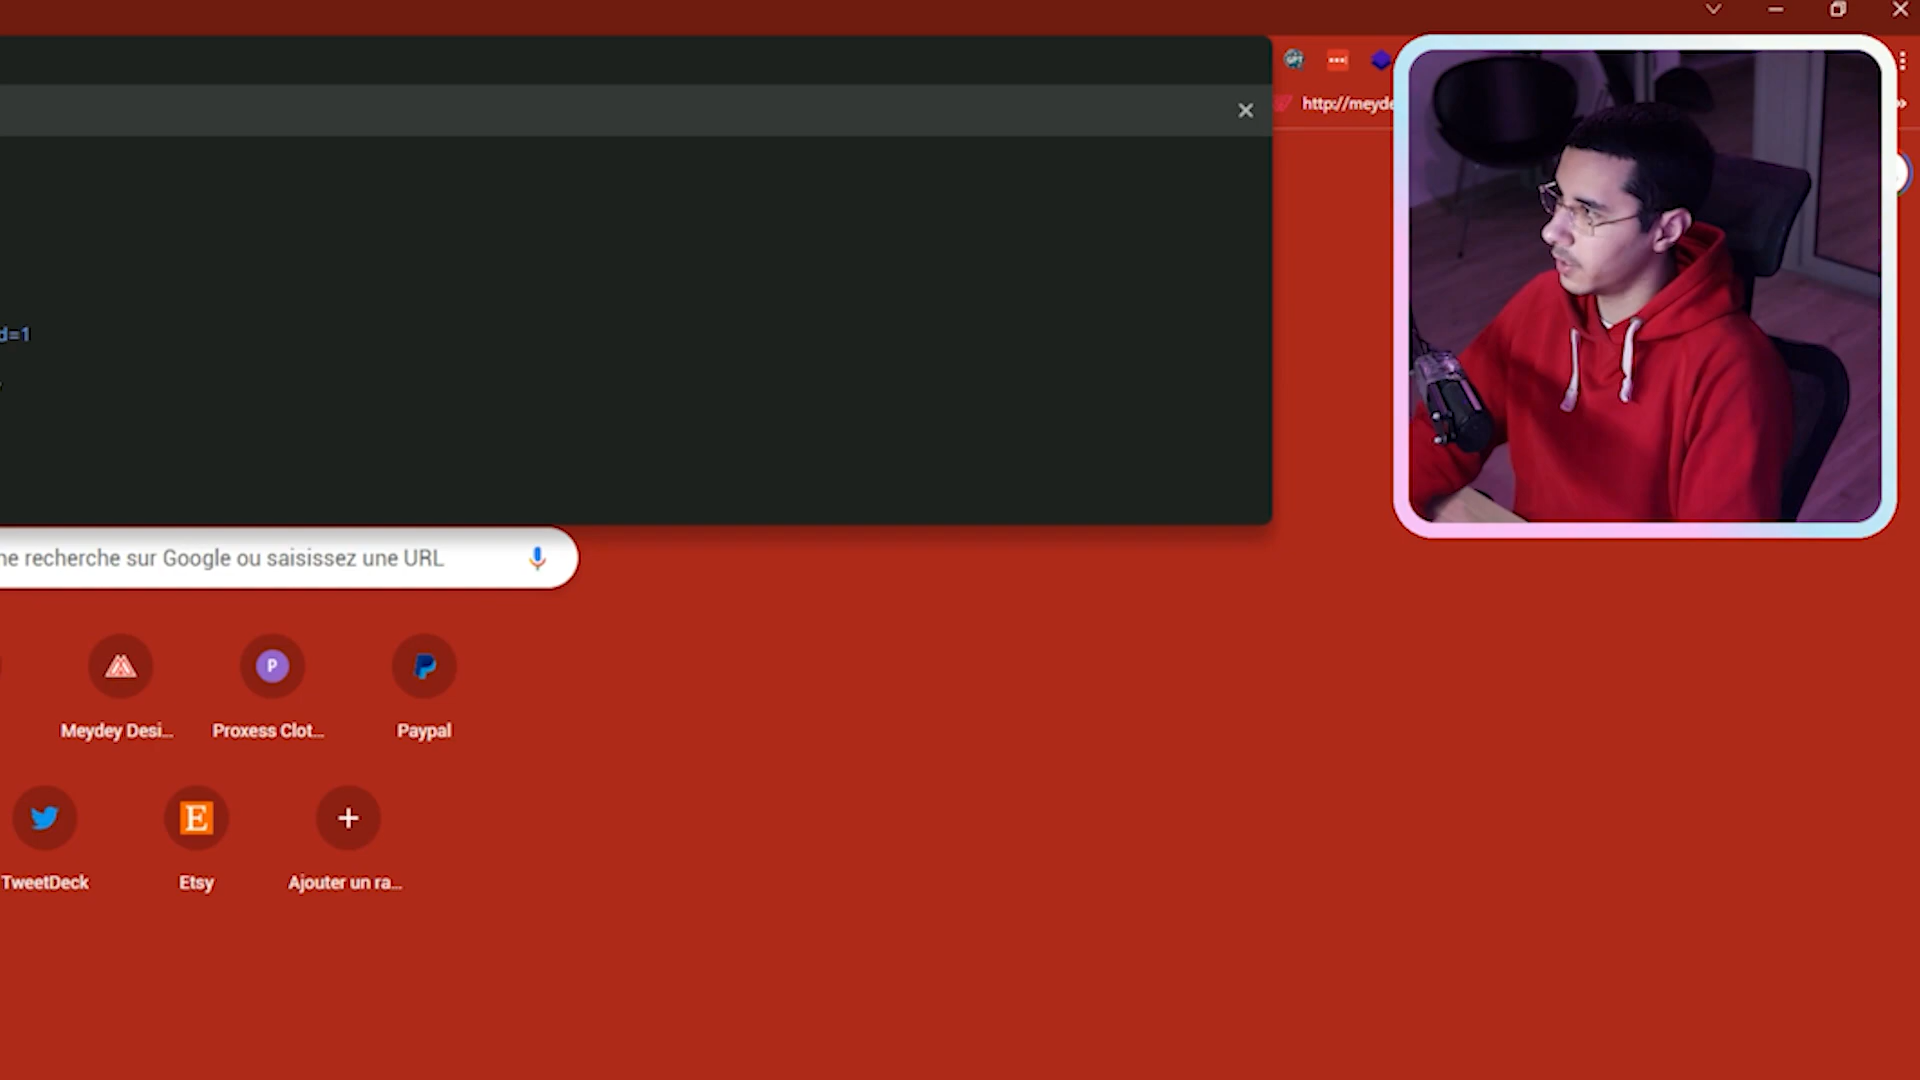 GPT
http://meyde
d=1
ne recherche sur Google ou saisissez une URL
P
Meydey Desi...
Proxess Clot...
Paypal
E
TweetDeck
Etsy
Ajouter un ra...